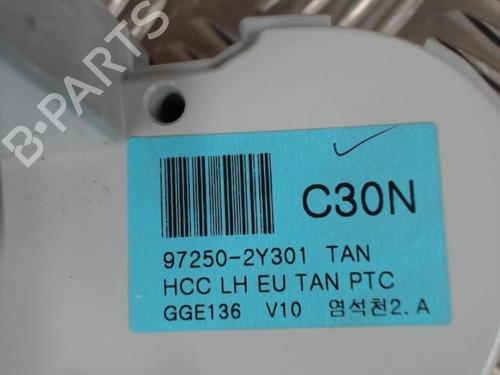 B-PARTS
C30N
97250-2Y301 TAN
HCC LH EU TAN PTC
GGE136 V10 염석천2. A